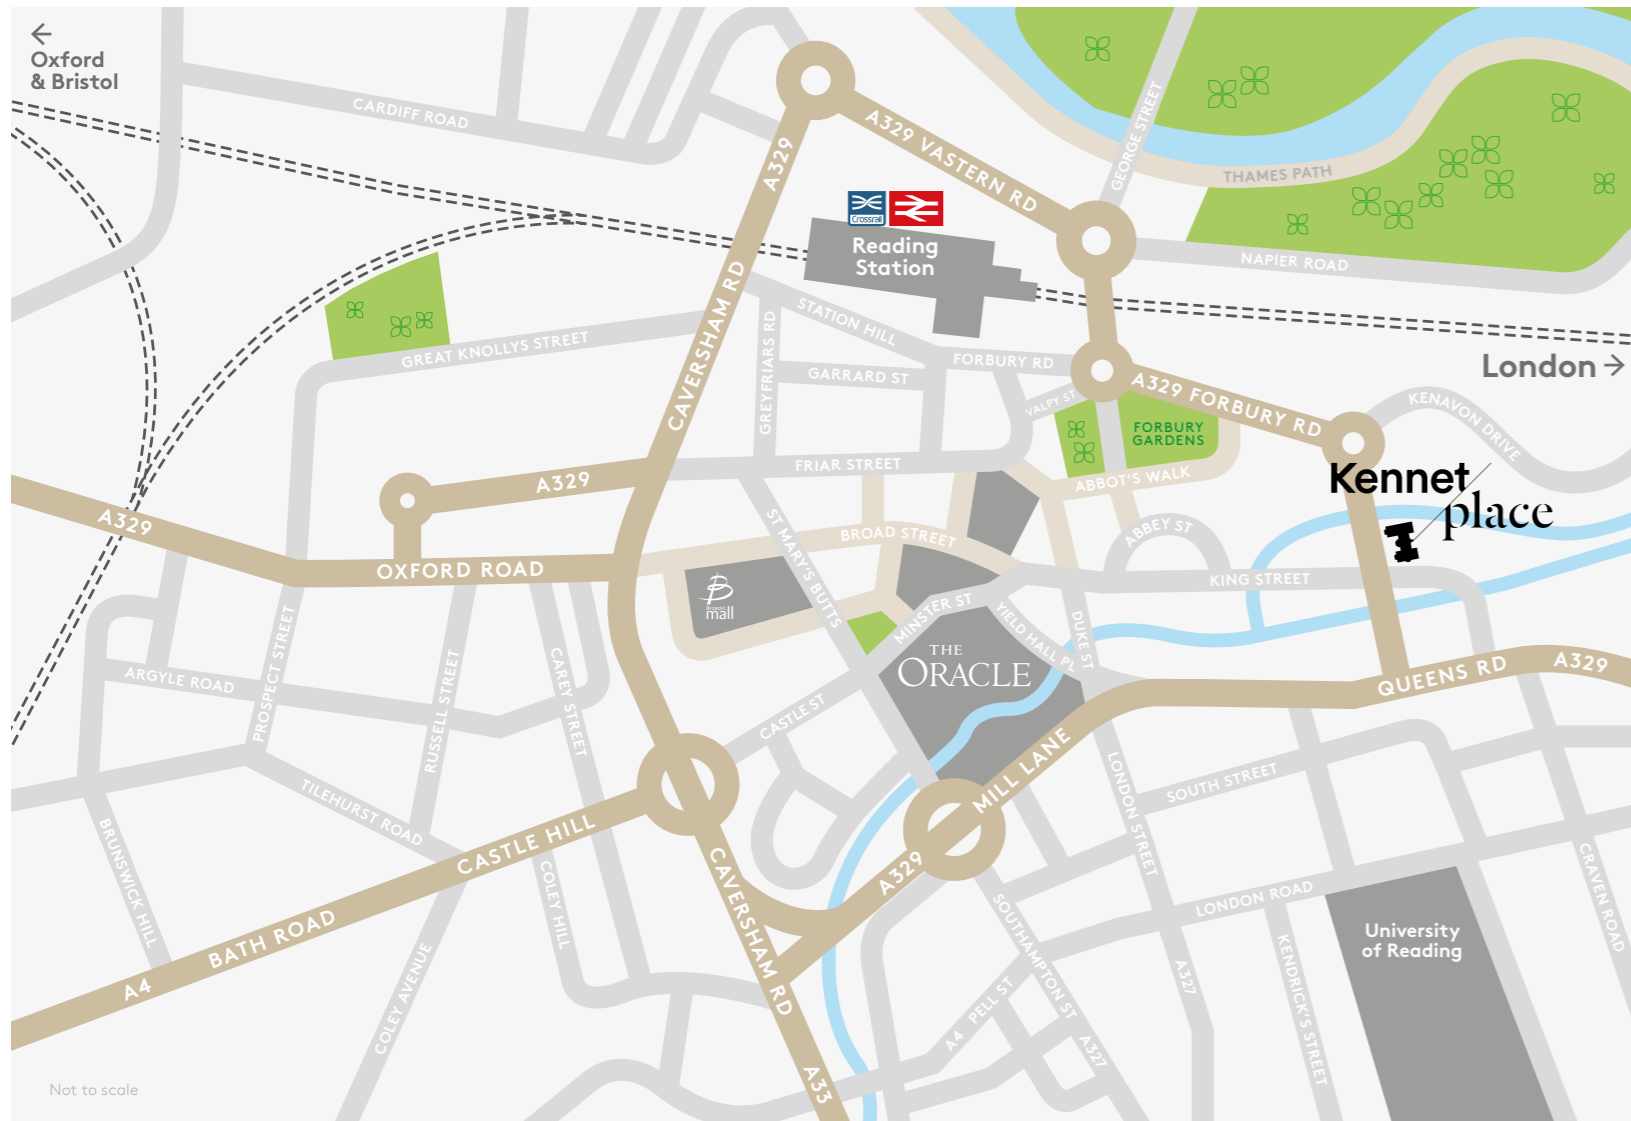 Oxford
& Bristol
CARDIFF ROAD
A329
A329 VASTERN RD
GEORGE STREET
THAMES PATH
Crossrail
Reading
Station
NAPIER ROAD
CAVERSHAM RD
STATION HILL
GREYFRIARS RD
GREAT KNOLLYS STREET
GARRARD ST
FORBURY RD
London
VALPY ST
A329 FORBURY RD
KENAVON DRIVE
FORBURY
GARDENS
FRIAR STREET
ABBOT'S WALK
Kennet
place
A329
A329
BROAD STREET
ABBEY ST
OXFORD ROAD
ST MARY'S BUTTS
KING STREET
mall
MINSTER ST
YIELD HALL PL
DUKE ST
THE
ORACLE
PROSPECT STREET
ARGYLE ROAD
RUSSELL STREET
CAREY STREET
CASTLE ST
QUEENS RD
A329
MILL LANE
LONDON STREET
SOUTH STREET
TILEHURST ROAD
BRUNSWICK HILL
CASTLE HILL
COLEY HILL
CAVERSHAM RD
A329
CRAVEN ROAD
LONDON ROAD
SOUTHAMPTON ST
University
of Reading
BATH ROAD
A4
COLEY AVENUE
A327
KENDRICK'S STREET
A4
PELL ST
A327
A33
Not to scale